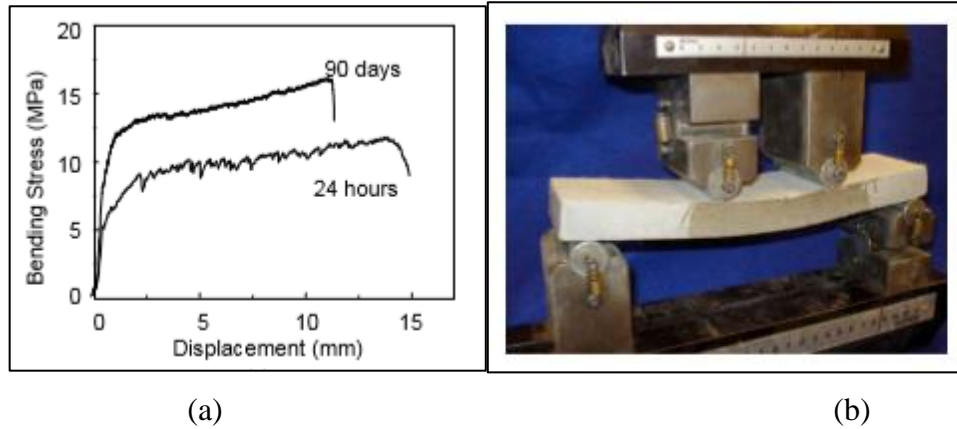 20
15
10
5
0
Bending Stress (MPa)
90 days
24 hours
0 5 10 15
Displacement (mm)
(a) (b)